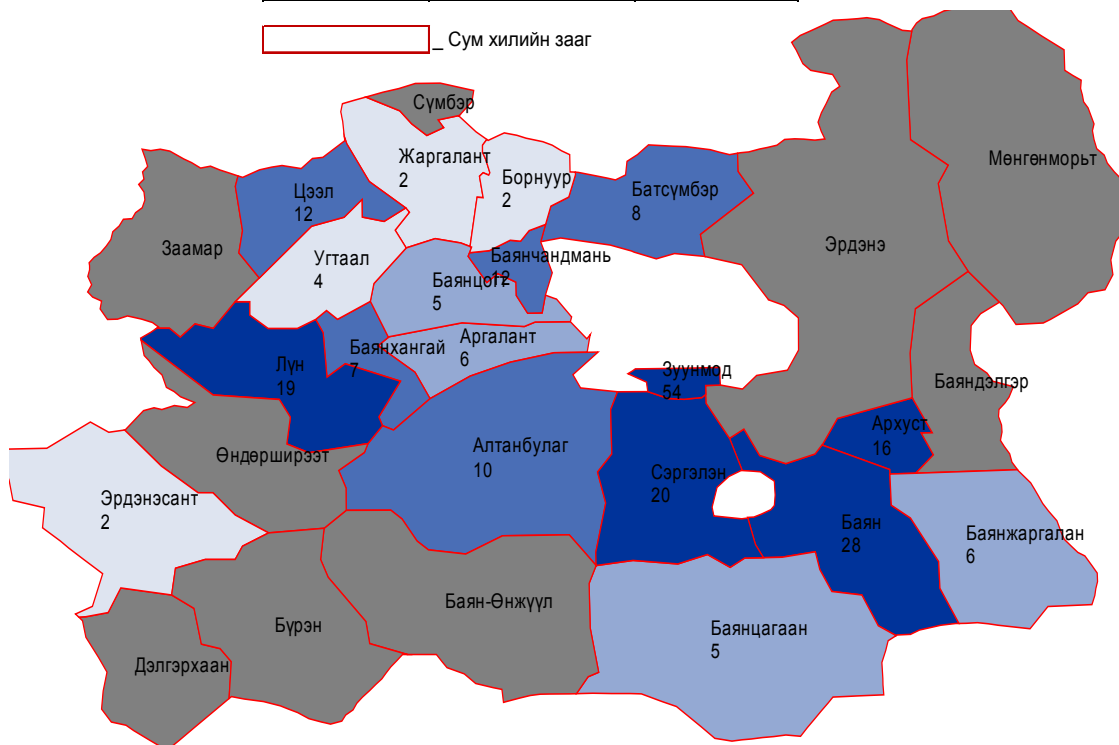 _ Сум хилийн зааг
Сүмбэр
Жаргалант
2
Борнуур
2
Мөнгөнморьт
Цээл
12
Батсүмбэр
8
Заамар
Угтаал
4
Эрдэнэ
Баянчандмань
12
Баянцогт
5
Аргалант
6
Баянхангай
7
Лүн
19
Зуунмод
54
Баяндэлгэр
Архуст
16
Өндөрширээт
Алтанбулаг
10
Сэргэлэн
20
Эрдэнэсант
2
Баян
28
Баянжаргалан
6
Баян-Өнжүүл
Бүрэн
Баянцагаан
5
Дэлгэрхаан